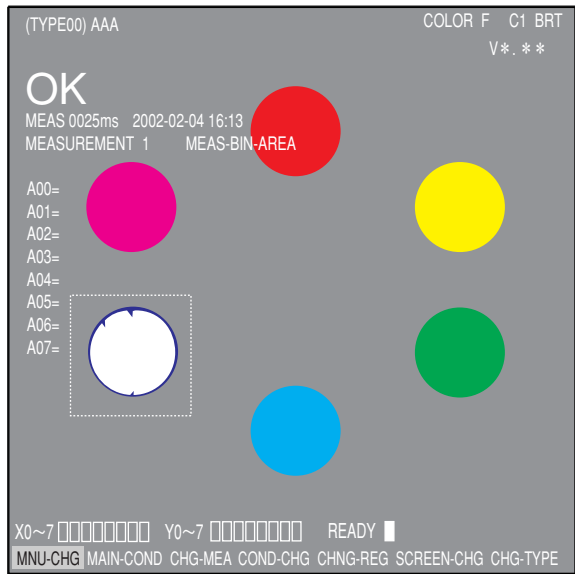 (TYPE00) AAA COLOR F C1 BRT
V*.**
OK
MEAS 0025ms 2002-02-04 16:13
MEASUREMENT 1 MEAS-BIN-AREA
A00=
A01=
A02=
A03=
A04=
A05=
A06=
A07=
X0～7 □□□□□□□□ Y0～7 □□□□□□□□ READY ■
MNU-CHG MAIN-COND CHG-MEA COND-CHG CHNG-REG SCREEN-CHG CHG-TYPE